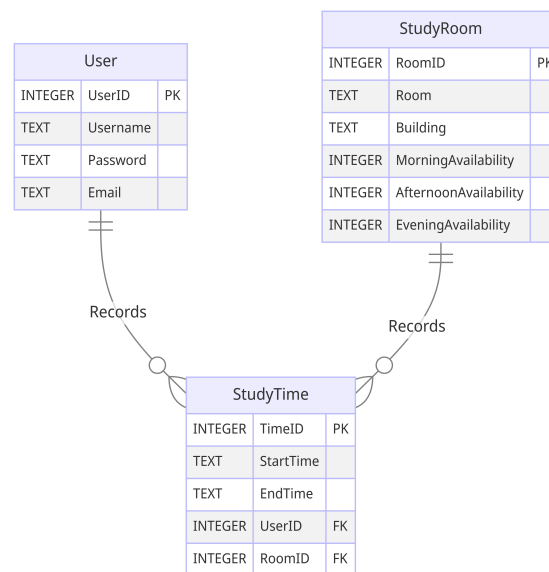 User
INTEGER UserID PK
TEXT Username
TEXT Password
TEXT Email
StudyRoom
INTEGER RoomID PK
TEXT Room
TEXT Building
INTEGER MorningAvailability
INTEGER AfternoonAvailability
INTEGER EveningAvailability
Records
Records
StudyTime
INTEGER TimeID PK
TEXT StartTime
TEXT EndTime
INTEGER UserID FK
INTEGER RoomID FK